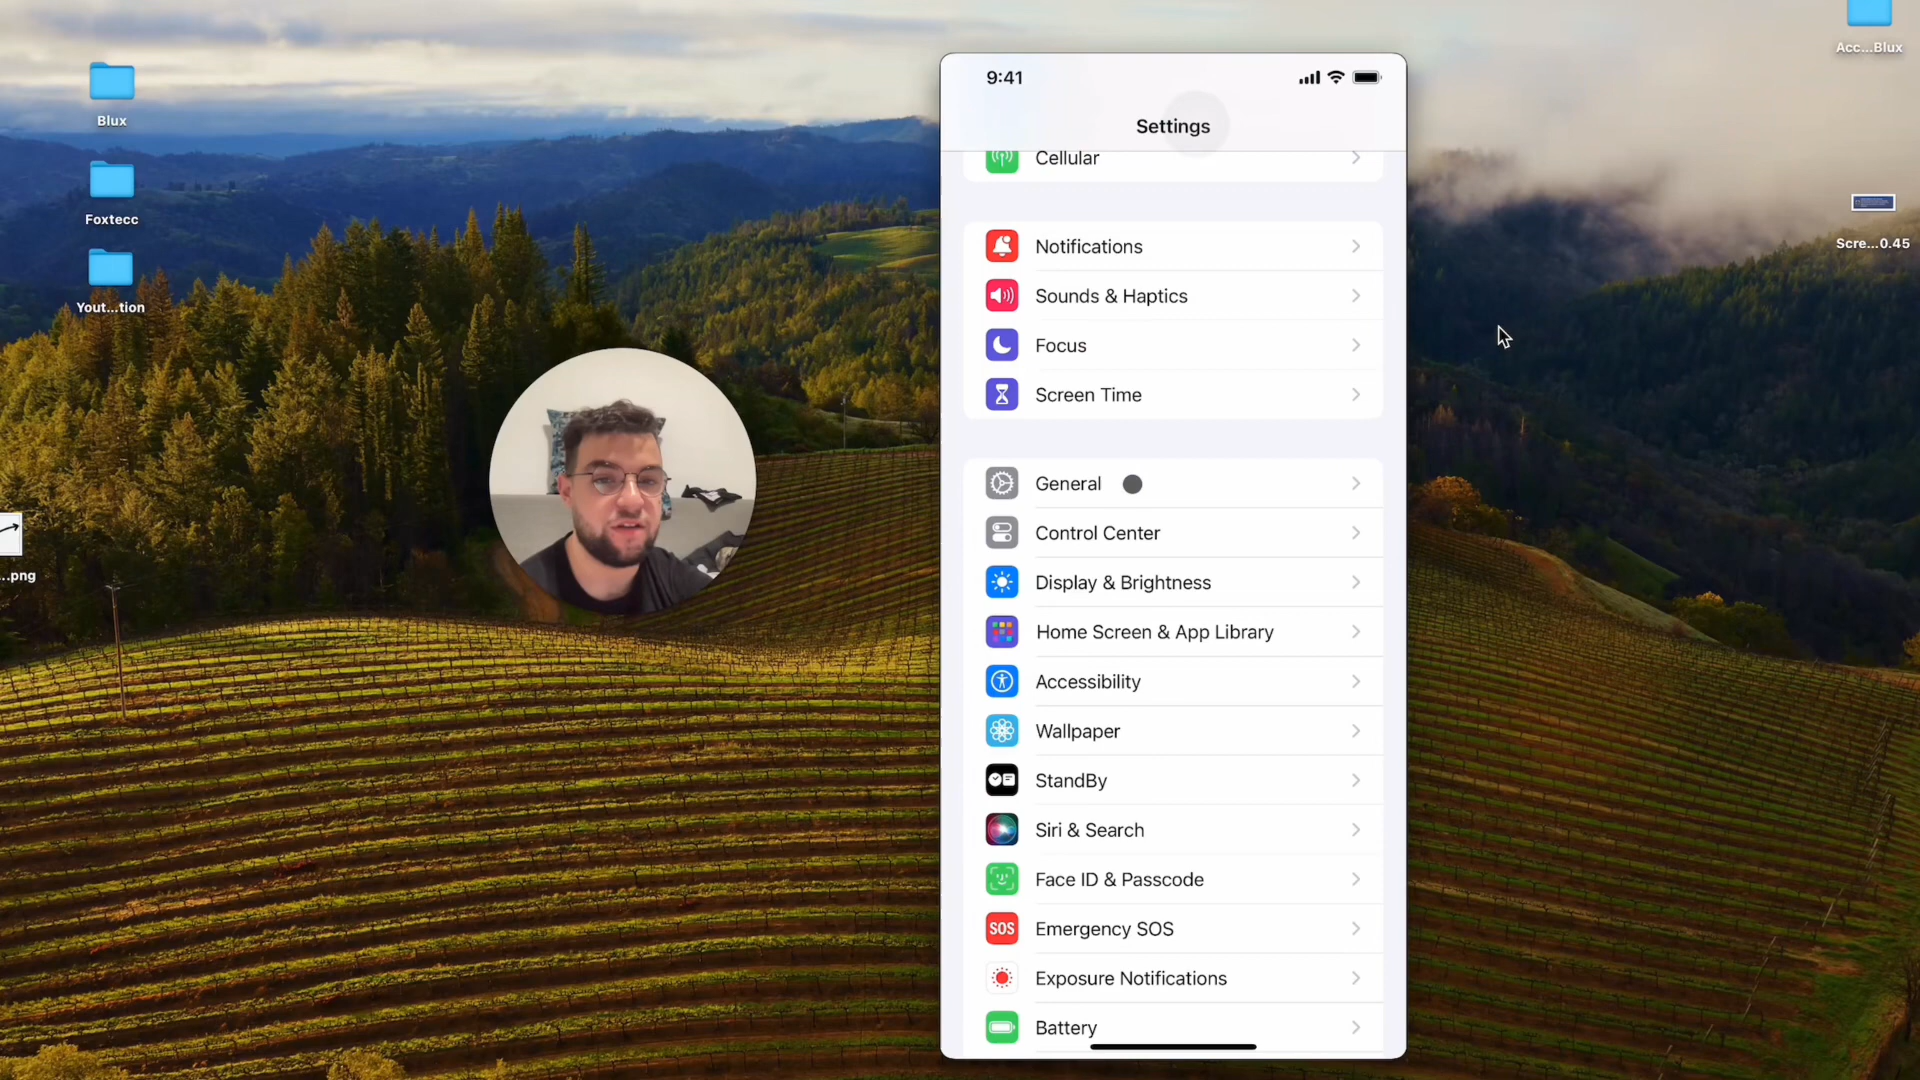 Blux
Foxtecc
Yout...tion
...png
Acc...Blux
Scre...0.45
9:41
Settings
Cellular
Notifications
Sounds & Haptics
Focus
Screen Time
General
Control Center
Display & Brightness
Home Screen & App Library
Accessibility
Wallpaper
StandBy
Siri & Search
Face ID & Passcode
SOS
Emergency SOS
Exposure Notifications
Battery